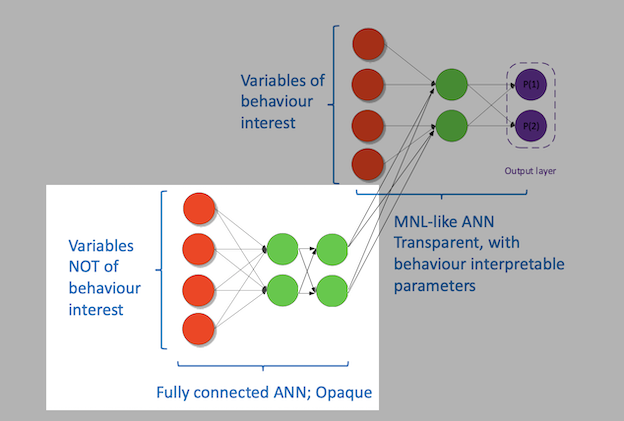 Variables of
behaviour
interest
P(1)
P(2)
Output layer
MNL-like ANN
Transparent, with
behaviour interpretable
parameters
Variables
NOT of
behaviour
interest
Fully connected ANN; Opaque